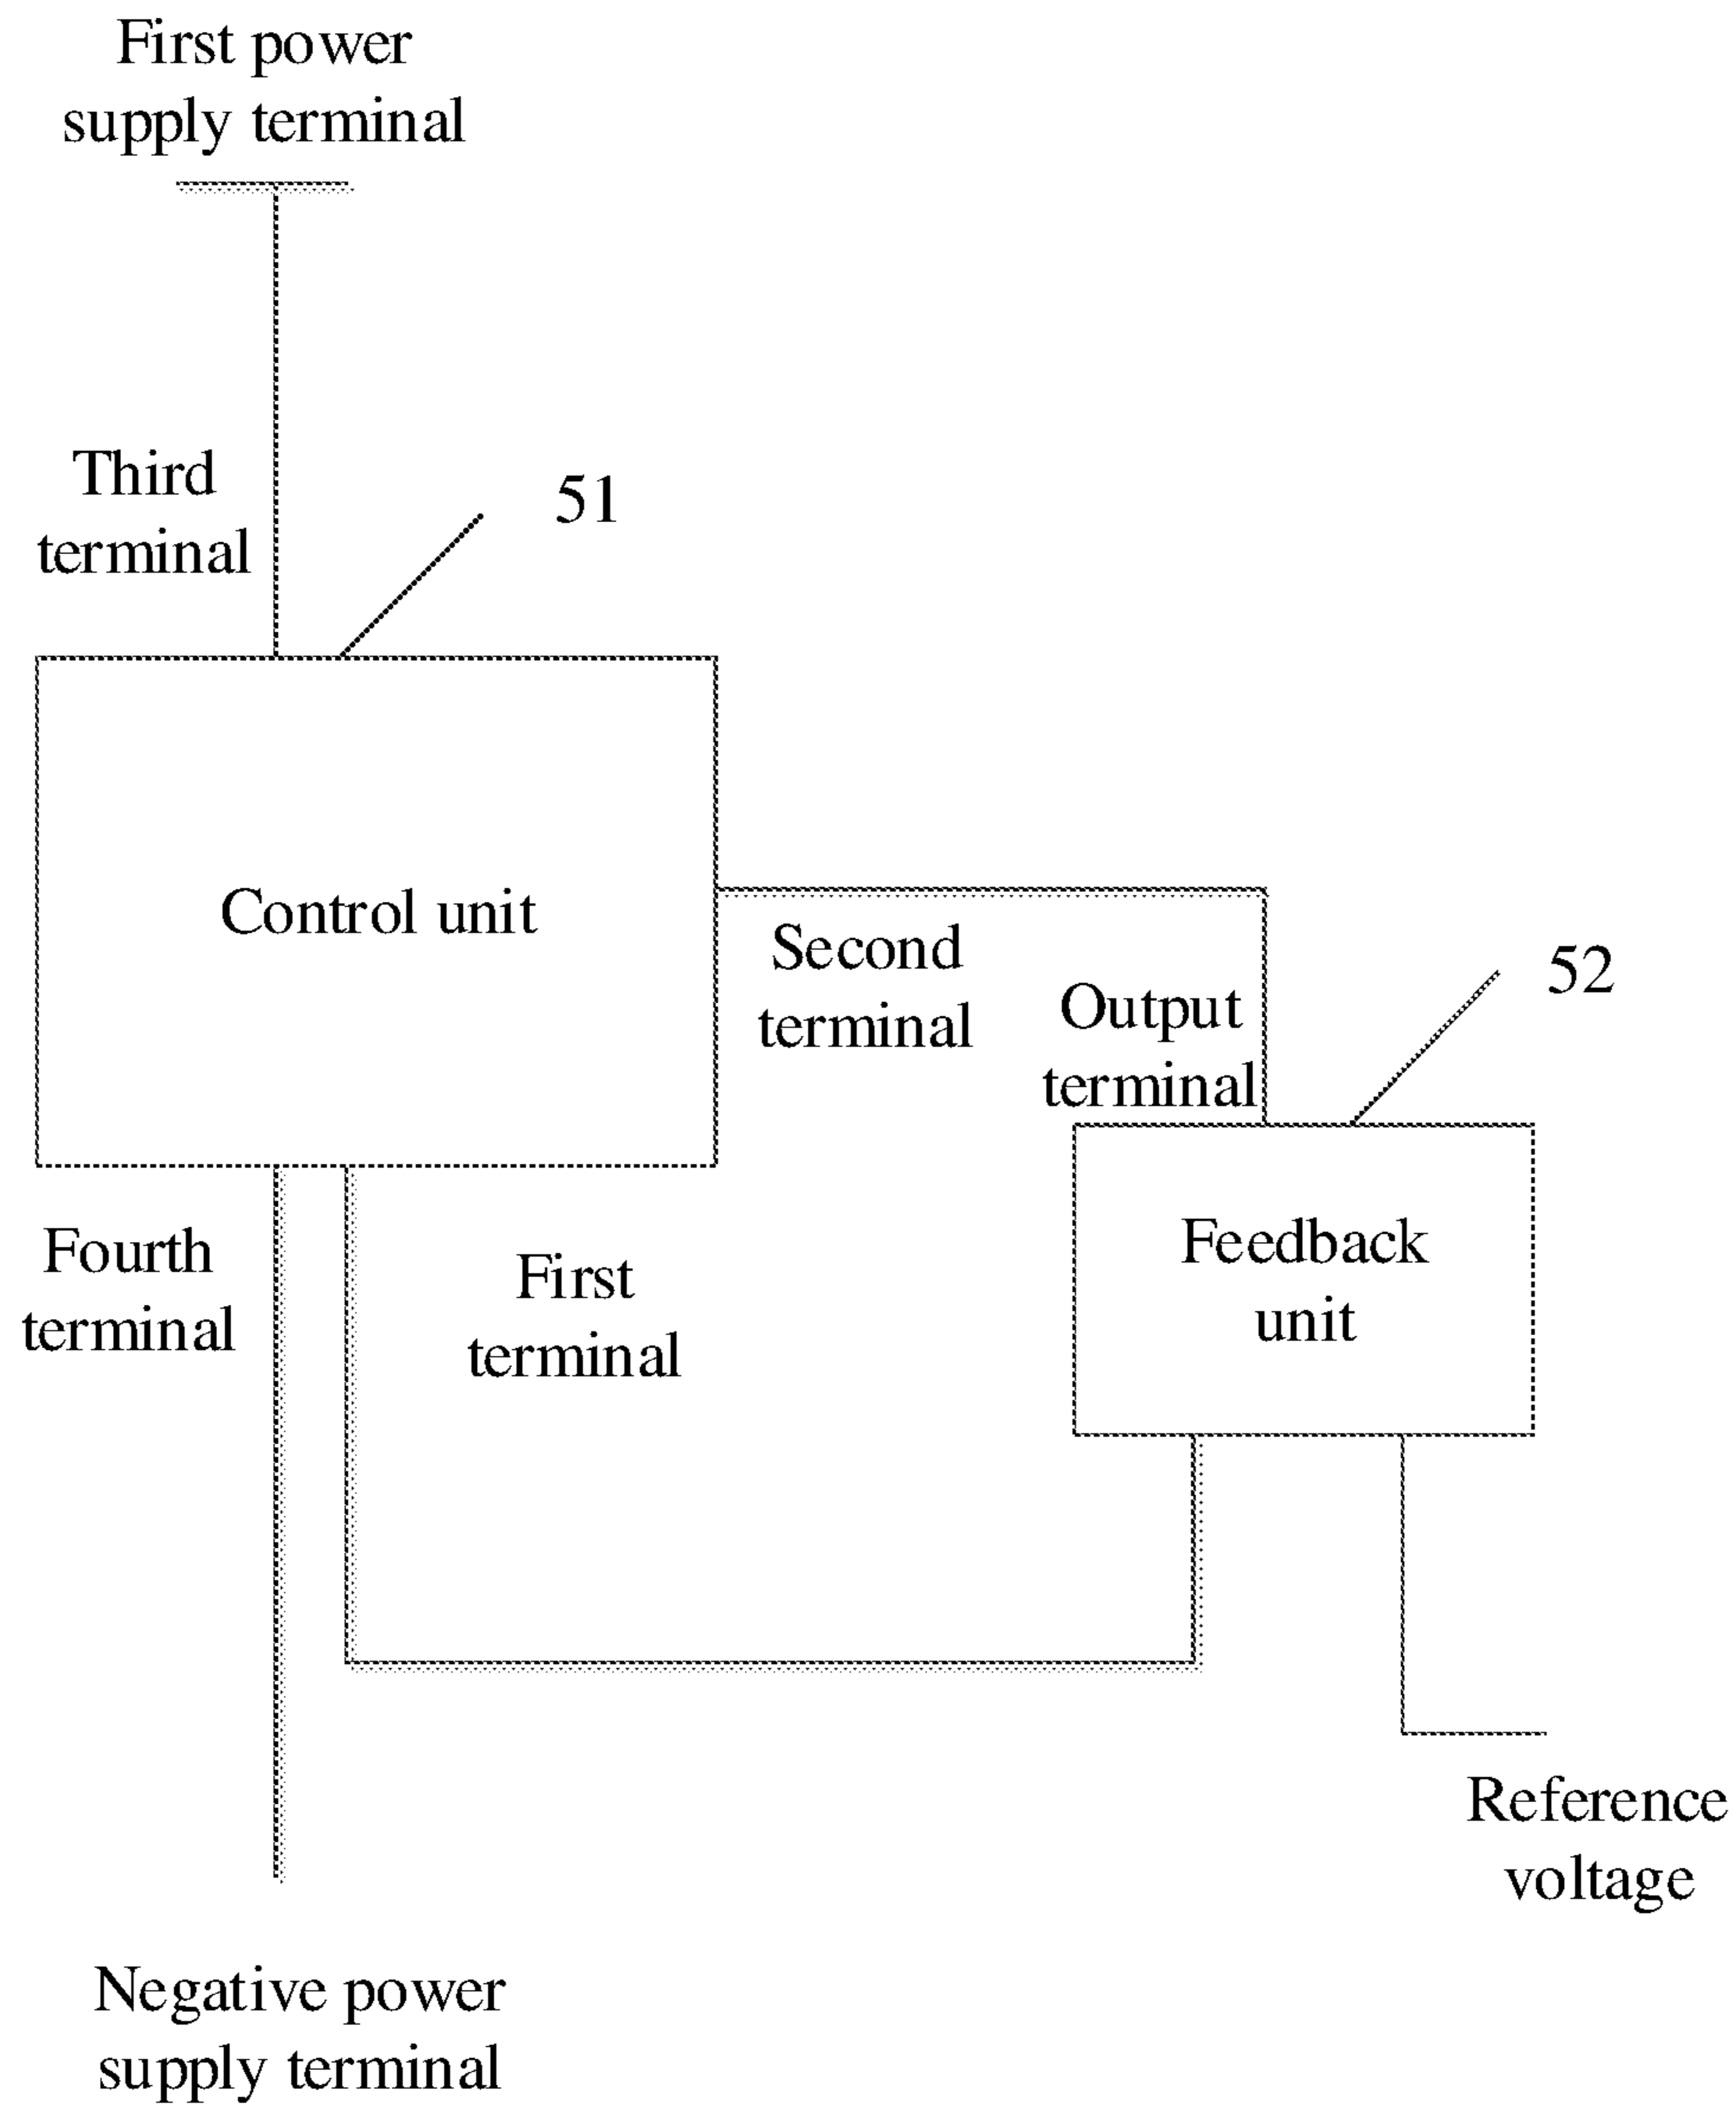 First power
supply terminal
Third
terminal
51
Control unit
Second
terminal
Output
terminal
52
Fourth
terminal
First
terminal
Feedback
unit
Reference
voltage
Negative power
supply terminal